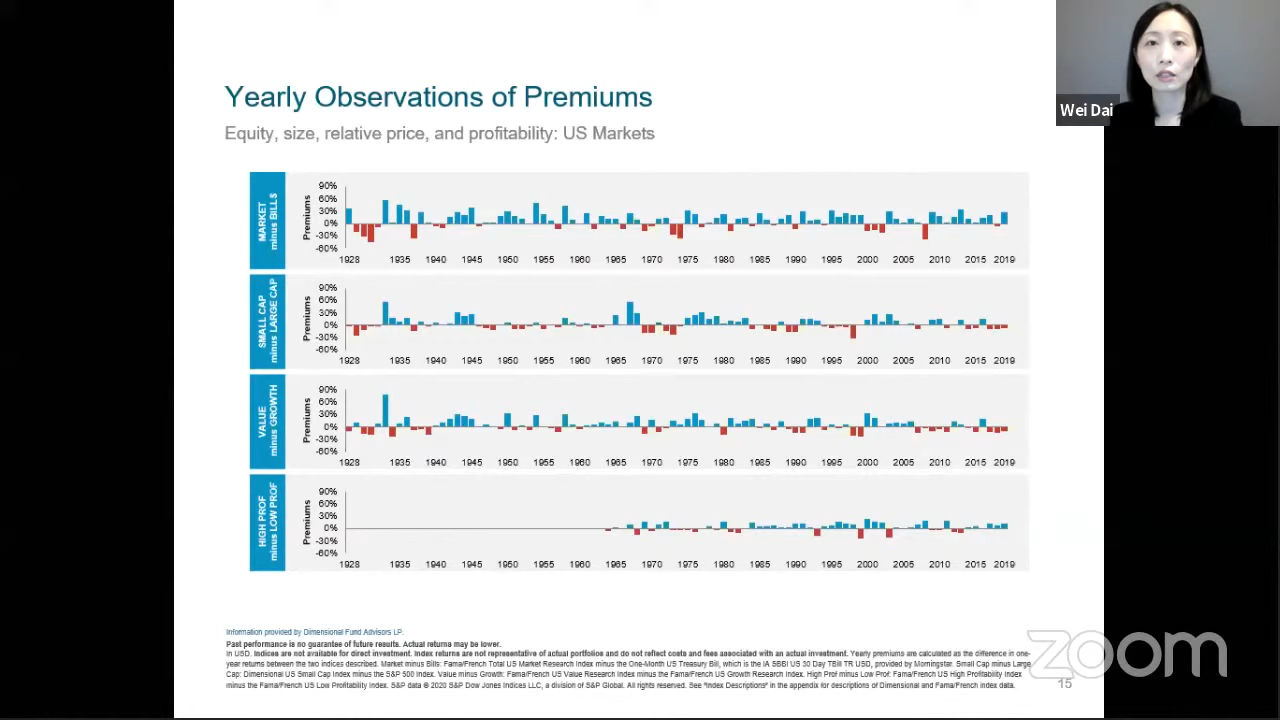 Wei Dai
Yearly Observations of Premiums
Equity, size, relative price, and profitability: US Markets
MARKET
minus BILLS
Premiums
90%
60%
30%
0%
-30%
-60%
1928 1935 1940 1945 1950 1955 1960 1965 1970 1975 1980 1985 1990 1995 2000 2005 2010 2015 2019
SMALL CAP
minus LARGE CAP
Premiums
90%
60%
30%
0%
-30%
-60%
1928 1935 1940 1945 1950 1955 1960 1965 1970 1975 1980 1985 1990 1995 2000 2005 2010 2015 2019
VALUE
minus GROWTH
Premiums
90%
60%
30%
0%
-30%
-60%
1928 1935 1940 1945 1950 1955 1960 1965 1970 1975 1980 1985 1990 1995 2000 2005 2010 2015 2019
HIGH PROF
minus LOW PROF
Premiums
90%
60%
30%
0%
-30%
-60%
1928 1935 1940 1945 1950 1955 1960 1965 1970 1975 1980 1985 1990 1995 2000 2005 2010 2015 2019
Information provided by Dimensional Fund Advisors LP.
Past performance is no guarantee of future results. Actual returns may be lower.
In USD. Indices are not available for direct investment. Index returns are not representative of actual portfolios and do not reflect costs and fees associated with an actual investment. Yearly premiums are calculated as the difference in one-
year returns between the two indices described. Market minus Bills: Fama/French Total US Market Research Index minus the One-Month US Treasury Bill, which is the IA SBBI US 30 Day TBill TR USD, provided by Morningstar. Small Cap minus Large
Cap: Dimensional US Small Cap Index minus the S&P 500 Index. Value minus Growth: Fama/French US Value Research Index minus the Fama/French US Growth Research Index. High Prof minus Low Prof: Fama/French US High Profitability Index
minus the Fama/French US Low Profitability Index. S&P data © 2020 S&P Dow Jones Indices LLC, a division of S&P Global. All rights reserved. See "Index Descriptions" in the appendix for descriptions of Dimensional and Fama/French index data.
15
zoom